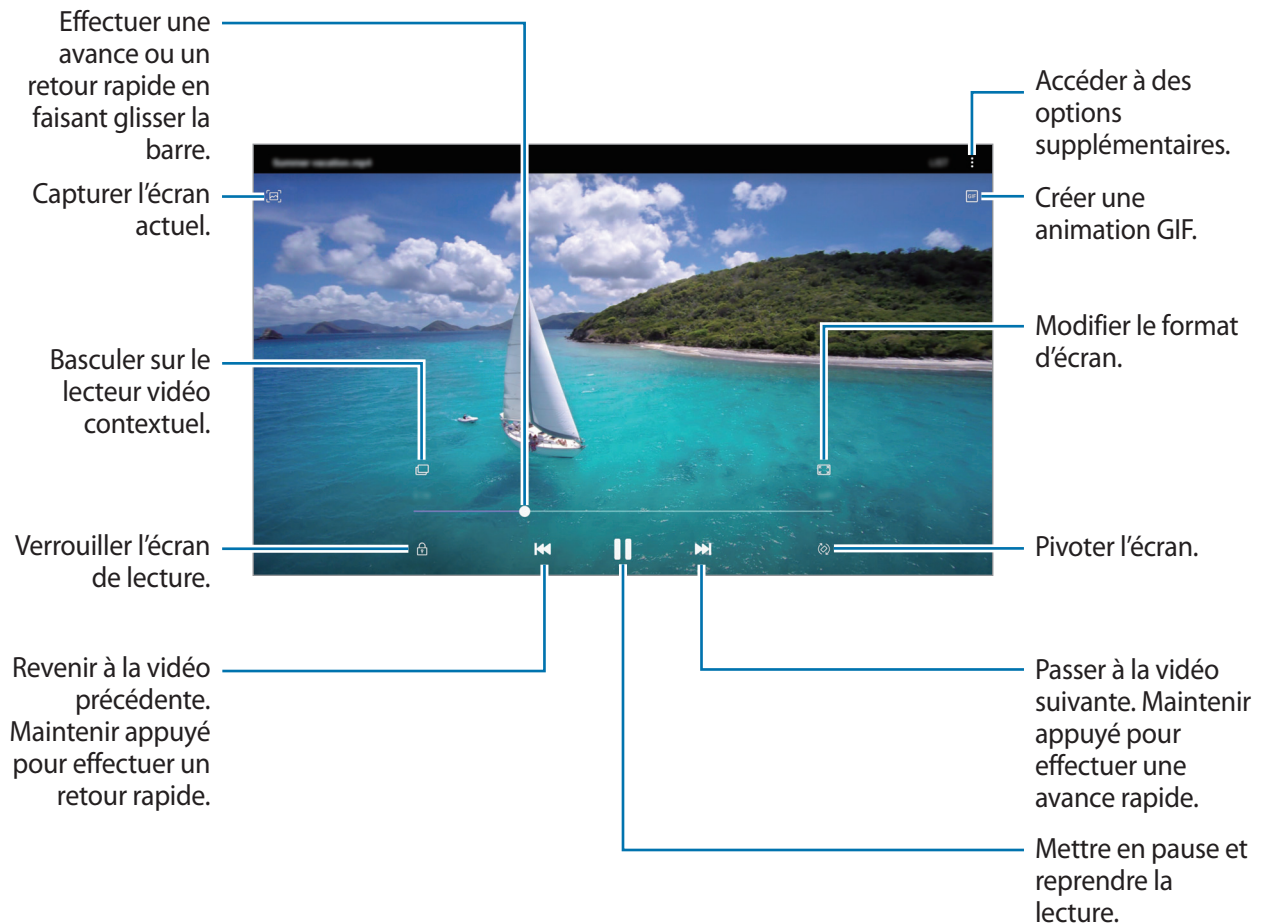 Effectuer une
avance ou un
retour rapide en
faisant glisser la
barre.
Capturer l’écran
actuel.
Basculer sur le
lecteur vidéo
contextuel.
Verrouiller l’écran
de lecture.
Revenir à la vidéo
précédente.
Maintenir appuyé
pour effectuer un
retour rapide.
Accéder à des
options
supplémentaires.
GIF
Créer une
animation GIF.
Modifier le format
d’écran.
Pivoter l’écran.
Passer à la vidéo
suivante. Maintenir
appuyé pour
effectuer une
avance rapide.
Mettre en pause et
reprendre la
lecture.